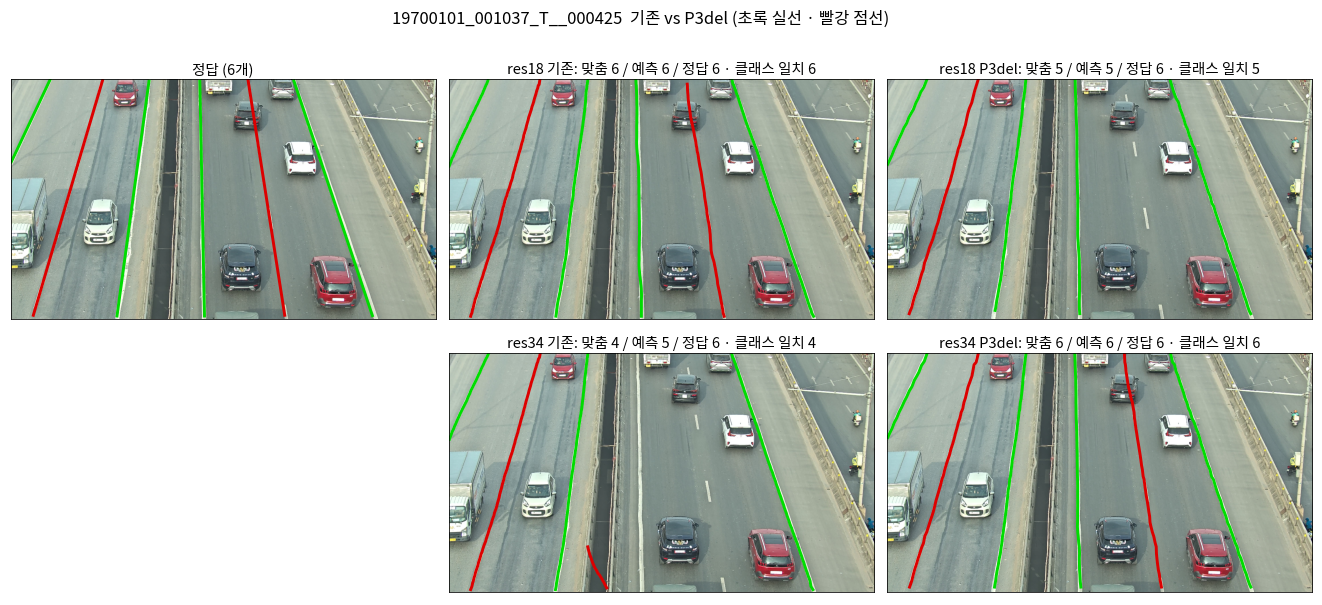 19700101_001037_T__000425  기존 vs P3del (초록 실선 · 빨강 점선)
정답 (6개)
res18 기존: 맞춤 6 / 예측 6 / 정답 6 · 클래스 일치 6
res18 P3del: 맞춤 5 / 예측 5 / 정답 6 · 클래스 일치 5
res34 기존: 맞춤 4 / 예측 5 / 정답 6 · 클래스 일치 4
res34 P3del: 맞춤 6 / 예측 6 / 정답 6 · 클래스 일치 6